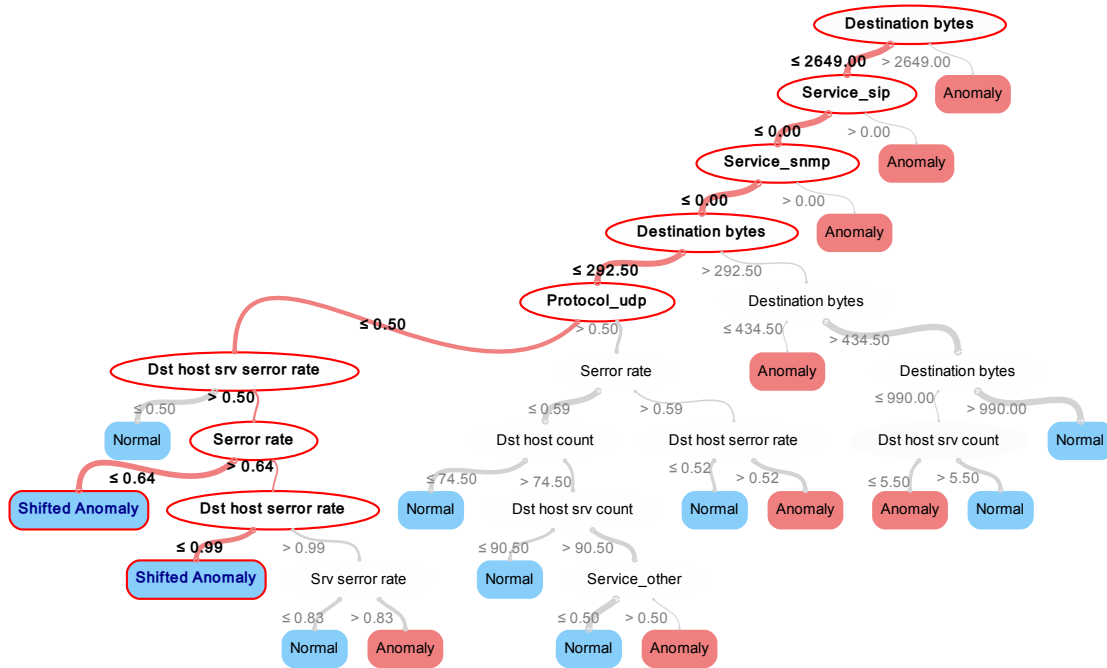 Destination bytes
≤ 2649.00 > 2649.00
Service_sip Anomaly
≤ 0.00 > 0.00
Service_snmp Anomaly
≤ 0.00 > 0.00
Destination bytes Anomaly
≤ 292.50 > 292.50
Protocol_udp Destination bytes
≤ 0.50 > 0.50 ≤ 434.50 > 434.50
Dst host srv serror rate Serror rate Anomaly Destination bytes
≤ 0.50 > 0.50 ≤ 0.59 > 0.59 ≤ 990.00 > 990.00
Normal Serror rate Dst host count Dst host serror rate Dst host srv count Normal
≤ 0.64 > 0.64 ≤ 74.50 > 74.50 ≤ 0.52 > 0.52 ≤ 5.50 > 5.50
Shifted Anomaly Dst host serror rate Normal Dst host srv count Normal Anomaly Anomaly Normal
≤ 0.99 > 0.99 ≤ 90.50 > 90.50
Shifted Anomaly Srv serror rate Normal Service_other
≤ 0.83 > 0.83 ≤ 0.50 > 0.50
Normal Anomaly Normal Anomaly